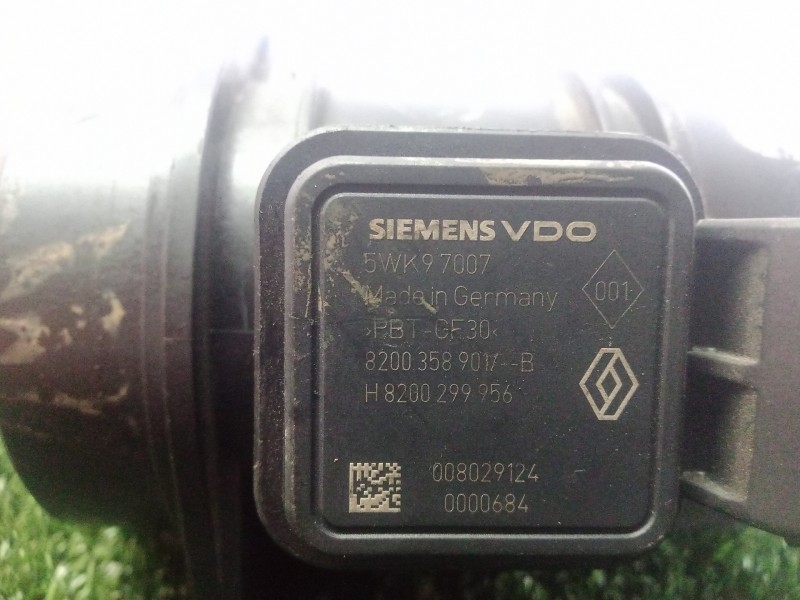 SIEMENS VDO
5WK9 7007
Made in Germany
001
>PBT-GF30<
8200 358 901/--B
H 8200 299 956
008029124
0000684